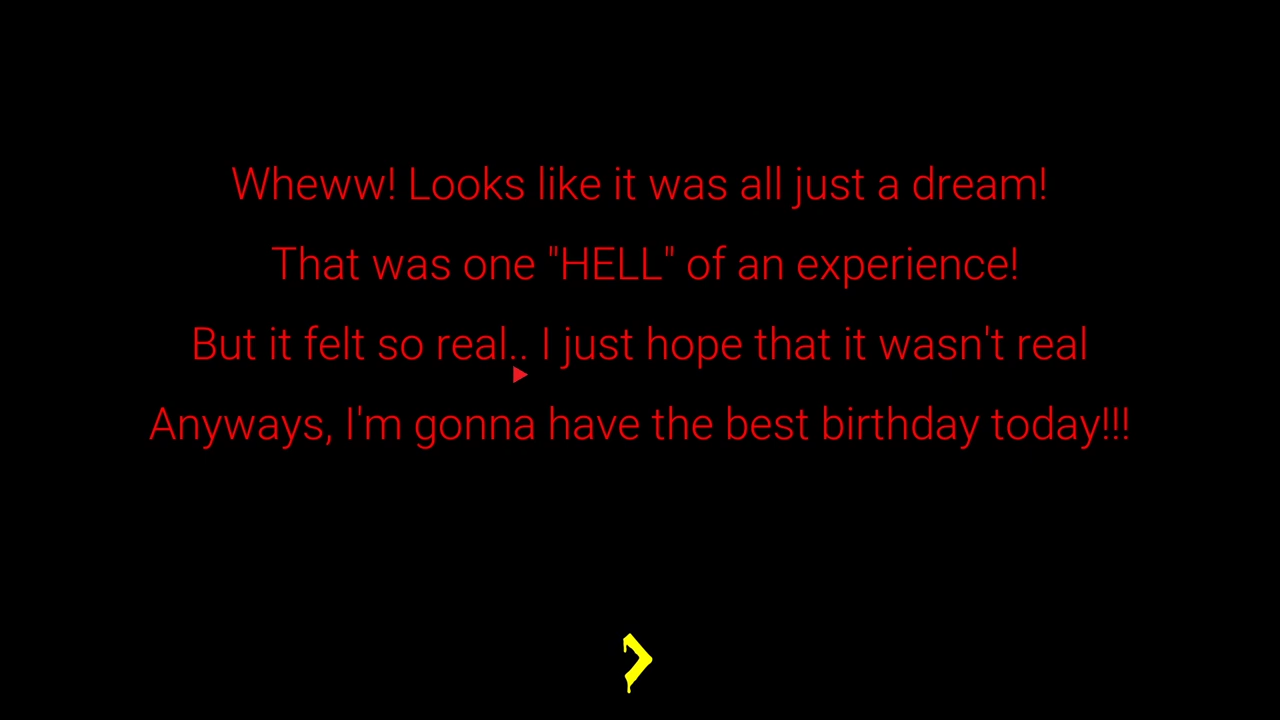 Wheww! Looks like it was all just a dream!
That was one "HELL" of an experience!
But it felt so real.. I just hope that it wasn't real
Anyways, I'm gonna have the best birthday today!!!
>